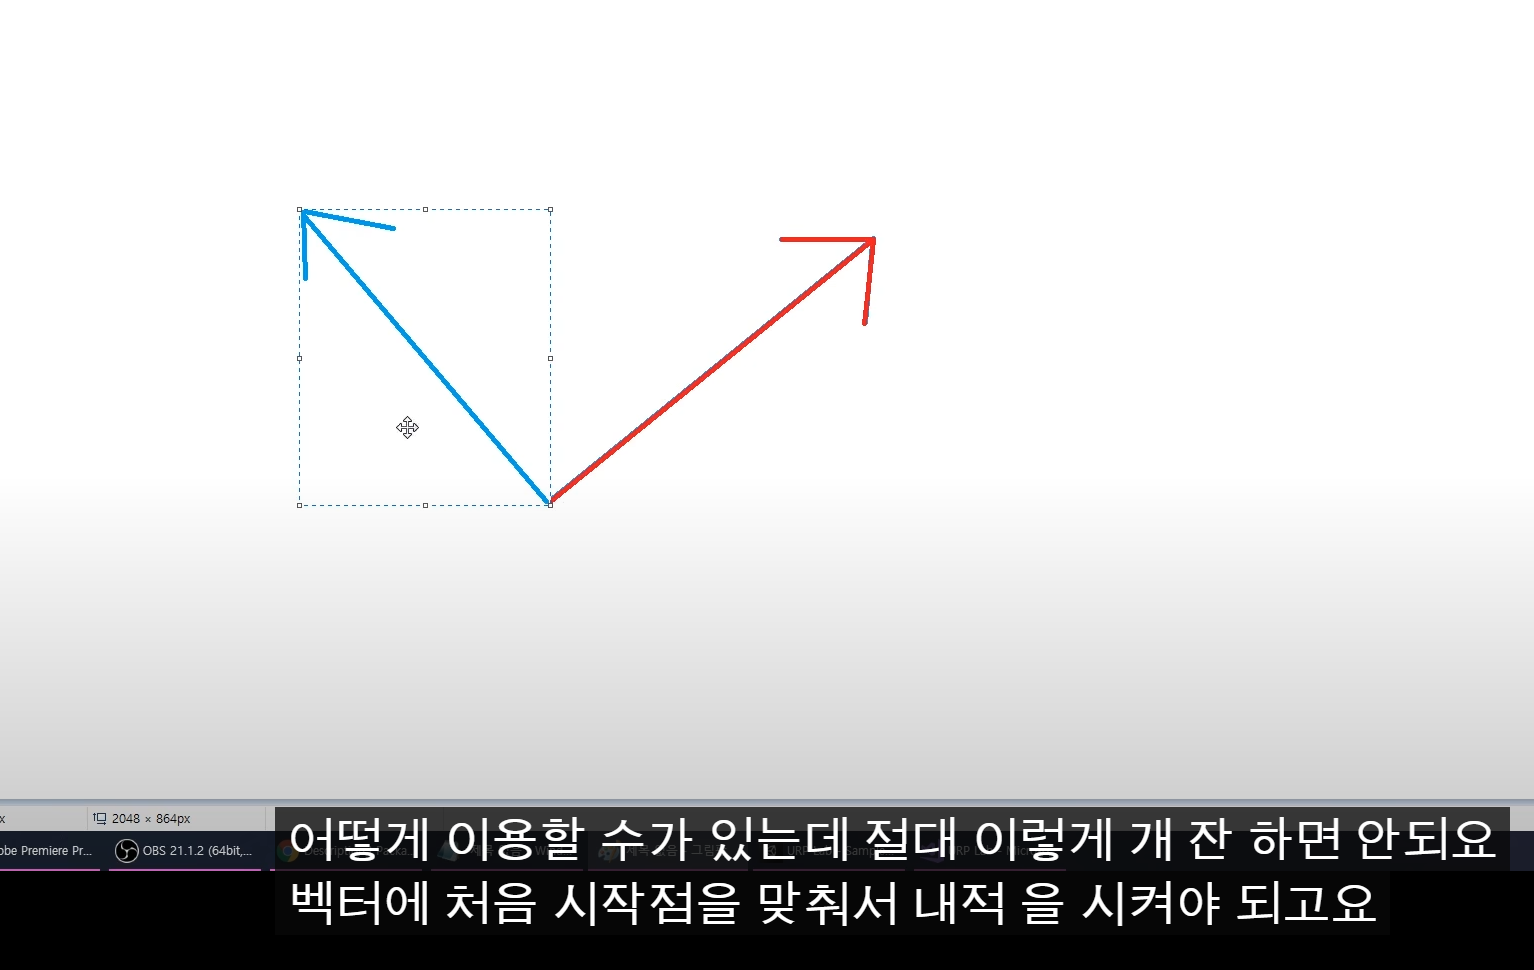 x
2048 × 864px
obe Premiere Pr...
OBS 21.1.2 (64bit,...
어떻게 이용할 수가 있는데 절대 이렇게 개 잔 하면 안되요
벡터에 처음 시작점을 맞춰서 내적 을 시켜야 되고요